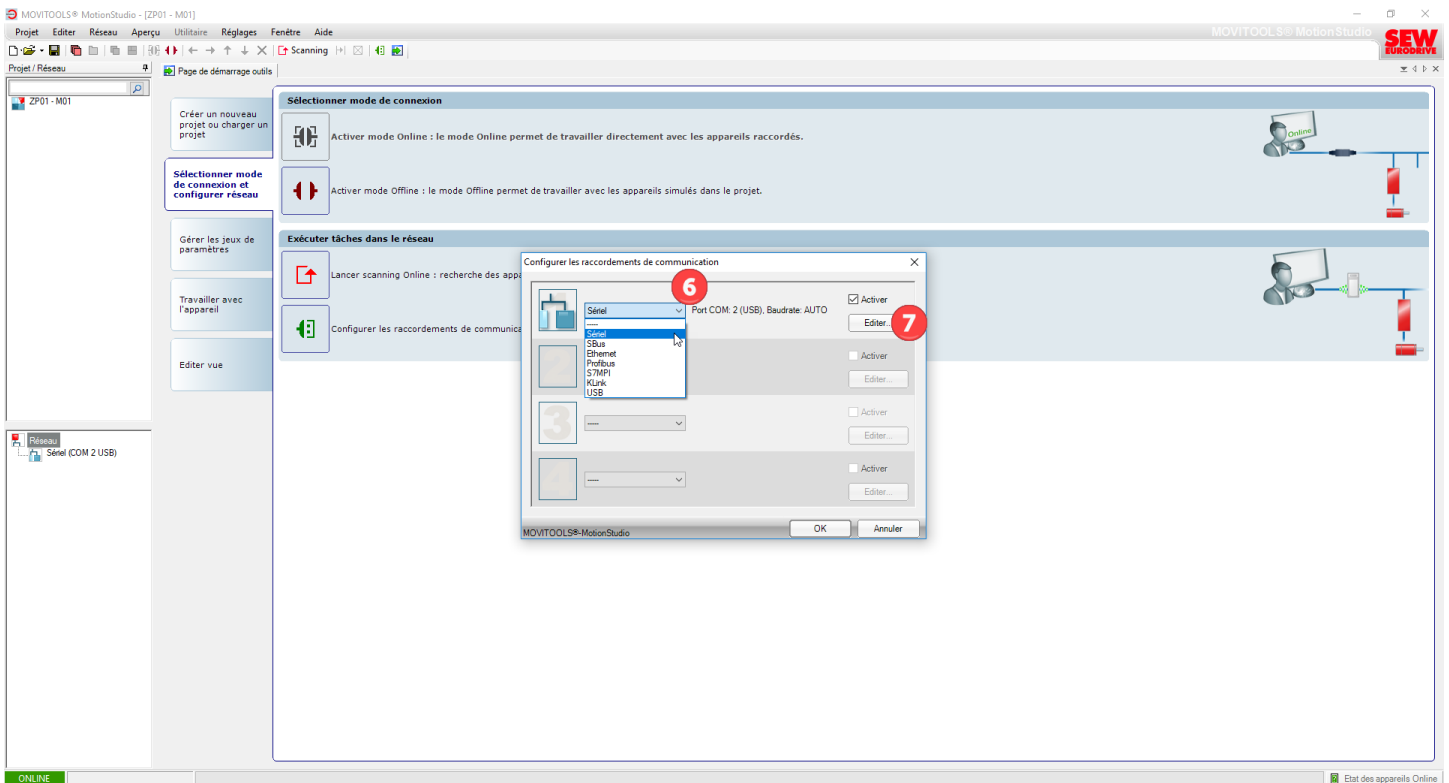 MOVITOOLS® MotionStudio - [ZP01 - M01]
Projet Editer Réseau Aperçu Utilitaire Réglages Fenêtre Aide
MOVITOOLS® MotionStudio
SEW
EURODRIVE
Scanning
Projet / Réseau
Page de démarrage outils
ZP01 - M01
Créer un nouveau
projet ou charger un
projet
Sélectionner mode
de connexion et
configurer réseau
Gérer les jeux de
paramètres
Travailler avec
l'appareil
Editer vue
Sélectionner mode de connexion
Activer mode Online : le mode Online permet de travailler directement avec les appareils raccordés.
Online
Activer mode Offline : le mode Offline permet de travailler avec les appareils simulés dans le projet.
Exécuter tâches dans le réseau
Lancer scanning Online : recherche des appa
Configurer les raccordements de communica
Configurer les raccordements de communication
6
Sériel
Port COM: 2 (USB), Baudrate: AUTO
Activer
Editer...
7
-----
Sériel
SBus
Ethernet
Profibus
S7MPI
KLink
USB
2
Activer
Editer...
3
-----
Activer
Editer...
4
-----
Activer
Editer...
MOVITOOLS®-MotionStudio
OK
Annuler
Réseau
Sériel (COM 2 USB)
ONLINE
Etat des appareils Online